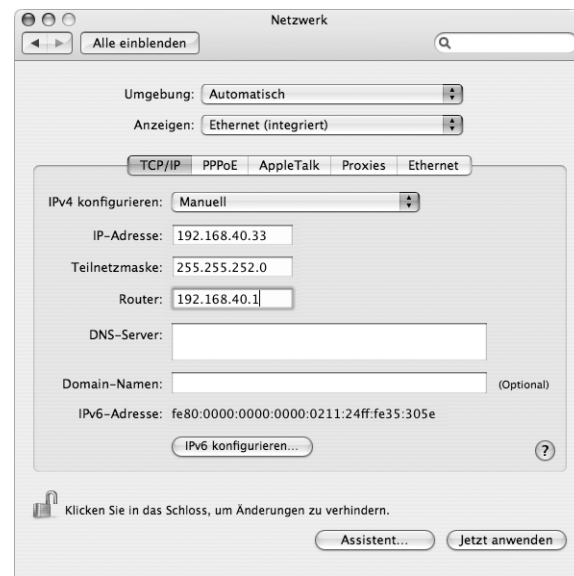 Netzwerk
Alle einblenden
Umgebung: Automatisch
Anzeigen: Ethernet (integriert)
TCP/IP PPPoE AppleTalk Proxies Ethernet
IPv4 konfigurieren: Manuell
IP-Adresse: 192.168.40.33
Teilnetzmaske: 255.255.252.0
Router: 192.168.40.1
DNS-Server:
Domain-Namen: (Optional)
IPv6-Adresse: fe80:0000:0000:0000:0211:24ff:fe35:305e
IPv6 konfigurieren... ?
Klicken Sie in das Schloss, um Änderungen zu verhindern.
Assistent... Jetzt anwenden